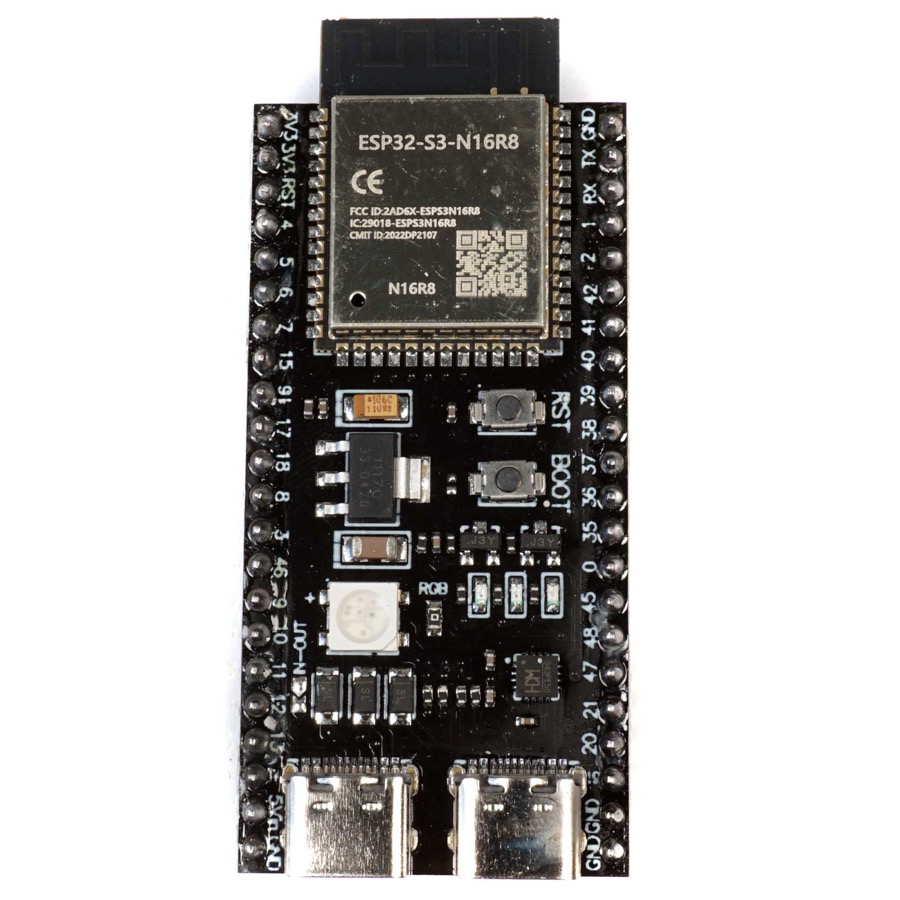 ESP32-S3-N16R8
CE
FCC ID:2AD6X-ESPS3N16R8
IC:29018-ESPS3N16R8
CMIT ID:2022DP2107
N16R8
3V3
3V3
RST
4
5
6
7
15
16
17
18
8
3
46
9
10
11
12
13
5Vin
GND
GND
TX
RX
1
2
42
41
40
39
38
37
36
35
0
45
48
47
21
20
GND
GND
RST
BOOT
106C
J3Y
J3Y
RGB
+
IN-OUT